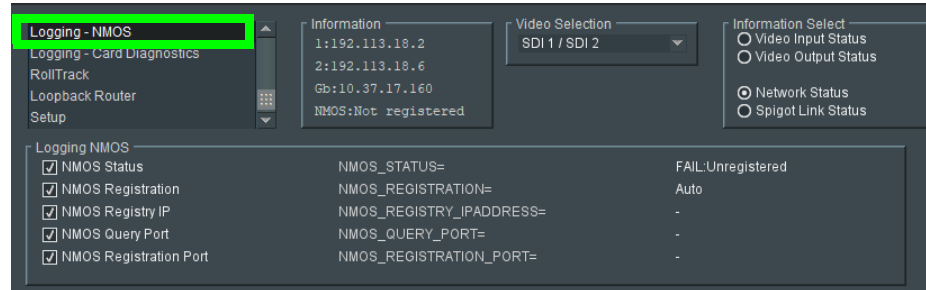 Logging - NMOS
Logging - Card Diagnostics
RollTrack
Loopback Router
Setup
Information
1:192.113.18.2
2:192.113.18.6
Gb:10.37.17.160
NMOS:Not registered
Video Selection
SDI 1 / SDI 2
Information Select
Video Input Status
Video Output Status
Network Status
Spigot Link Status
Logging NMOS
NMOS Status NMOS_STATUS= FAIL:Unregistered
NMOS Registration NMOS_REGISTRATION= Auto
NMOS Registry IP NMOS_REGISTRY_IPADDRESS= -
NMOS Query Port NMOS_QUERY_PORT= -
NMOS Registration Port NMOS_REGISTRATION_PORT= -